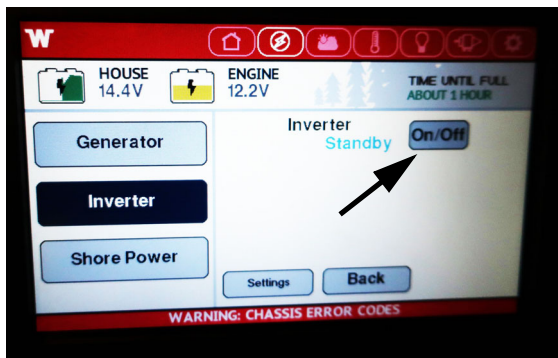 W
HOUSE
14.4V
ENGINE
12.2V
TIME UNTIL FULL
ABOUT 1 HOUR
Generator
Inverter
Standby
On/Off
Inverter
Shore Power
Settings
Back
WARNING: CHASSIS ERROR CODES